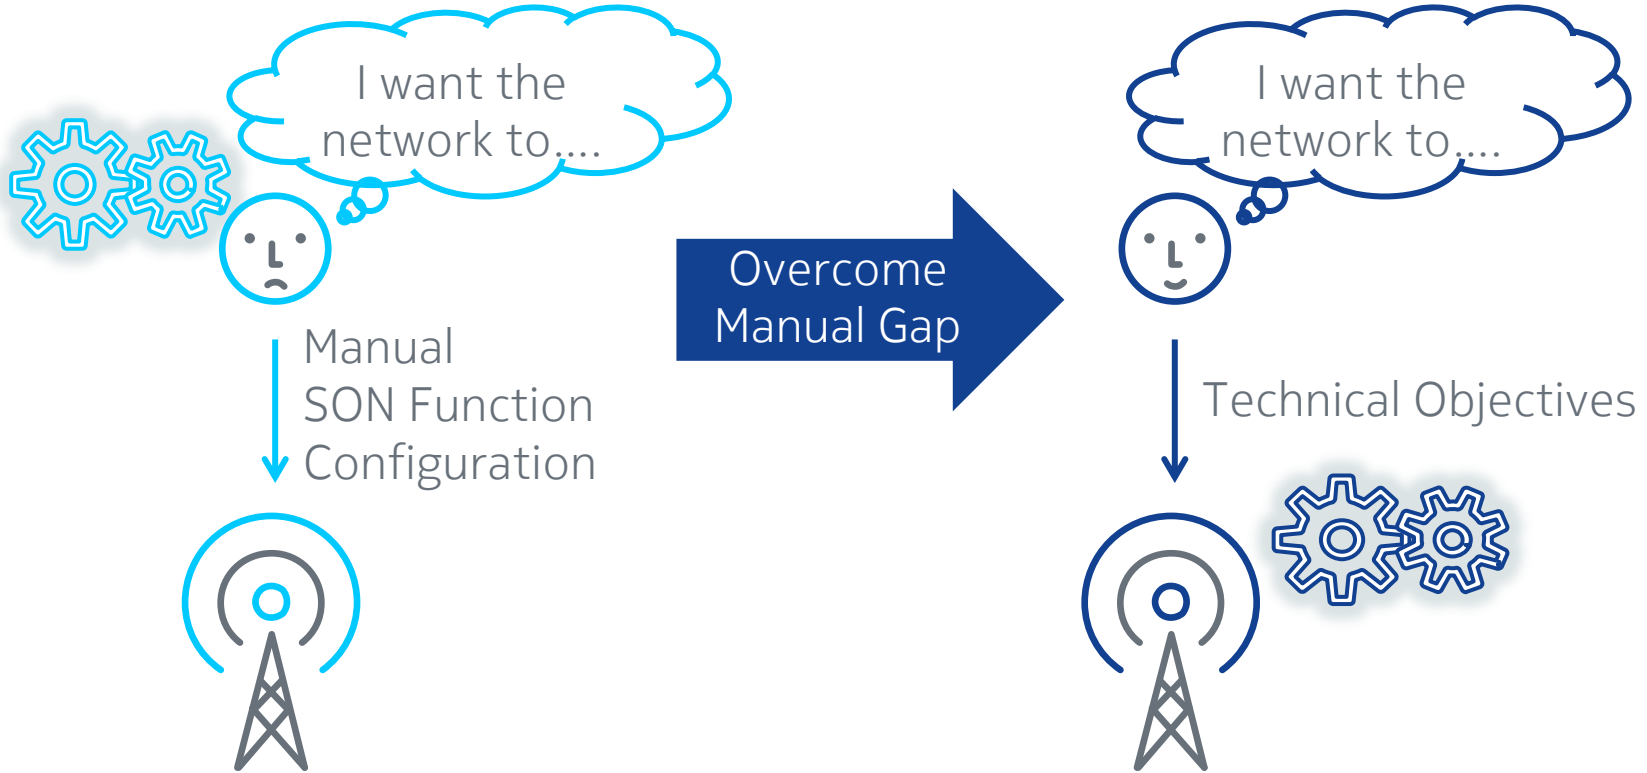 I want the
network to....
Manual
SON Function
Configuration
Overcome
Manual Gap
I want the
network to....
Technical Objectives